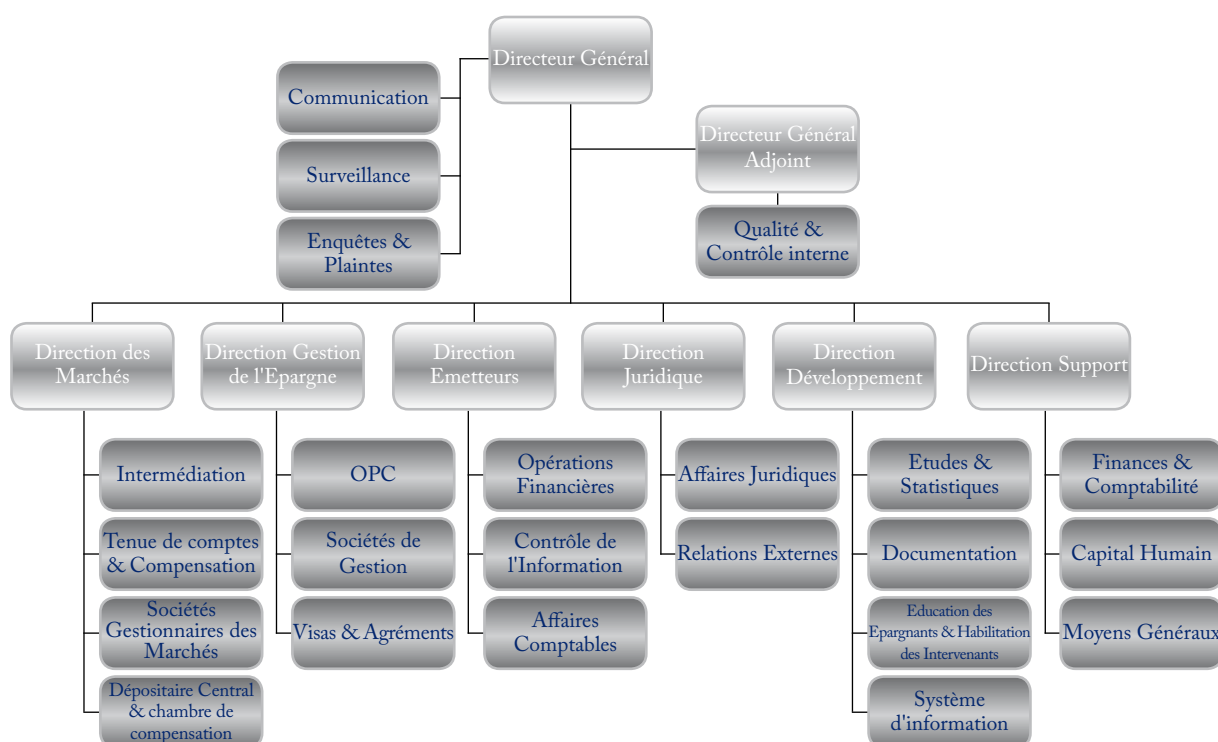 Directeur Général
Communication
Directeur Général
Adjoint
Surveillance
Enquêtes &
Plaintes
Qualité &
Contrôle interne
Direction des
Marchés
Direction Gestion
de l'Epargne
Direction
Emetteurs
Direction
Juridique
Direction
Développement
Direction Support
Intermédiation
Tenue de comptes
& Compensation
Sociétés
Gestionnaires des
Marchés
Dépositaire Central
& chambre de
compensation
OPC
Sociétés de
Gestion
Visas & Agréments
Opérations
Financières
Contrôle de
l'Information
Affaires
Comptables
Affaires Juridiques
Relations Externes
Etudes &
Statistiques
Documentation
Education des
Epargnants & Habilitation
des Intervenants
Système
d'information
Finances &
Comptabilité
Capital Humain
Moyens Généraux